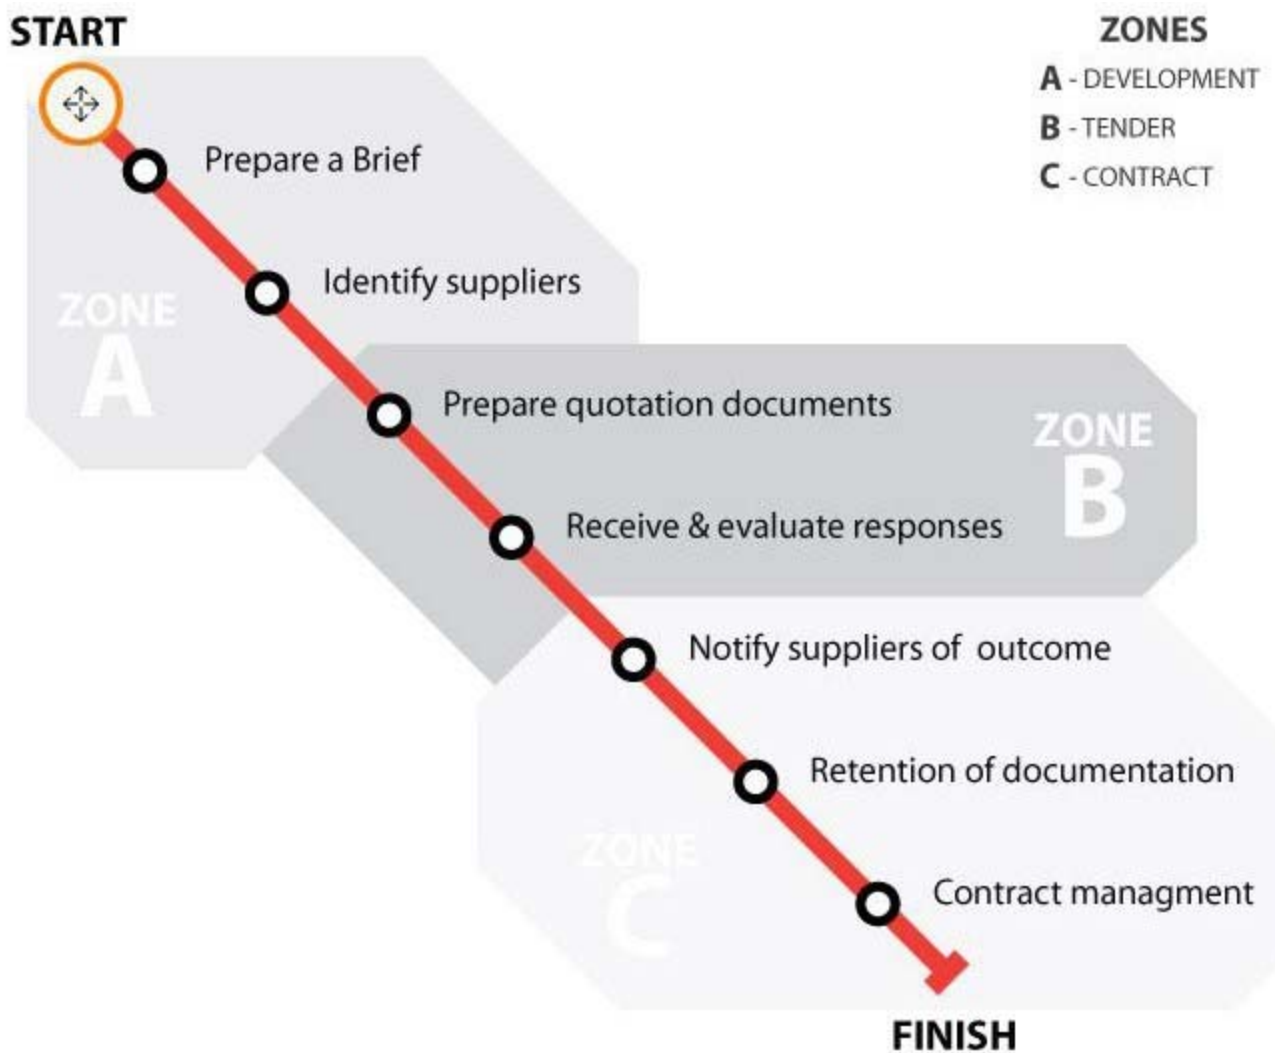 START
ZONES
A - DEVELOPMENT
B - TENDER
C - CONTRACT
Prepare a Brief
Identify suppliers
ZONE
A
Prepare quotation documents
ZONE
B
Receive & evaluate responses
Notify suppliers of outcome
Retention of documentation
ZONE
C
Contract managment
FINISH